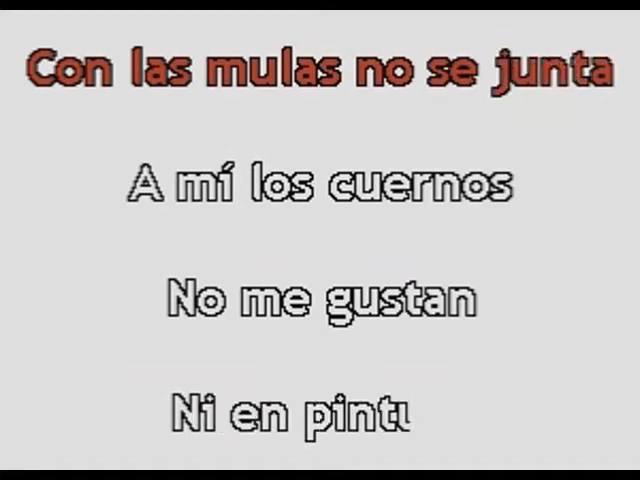 Con las mulas no se junta
A mí los cuernos
No me gustan
Ni en pintu